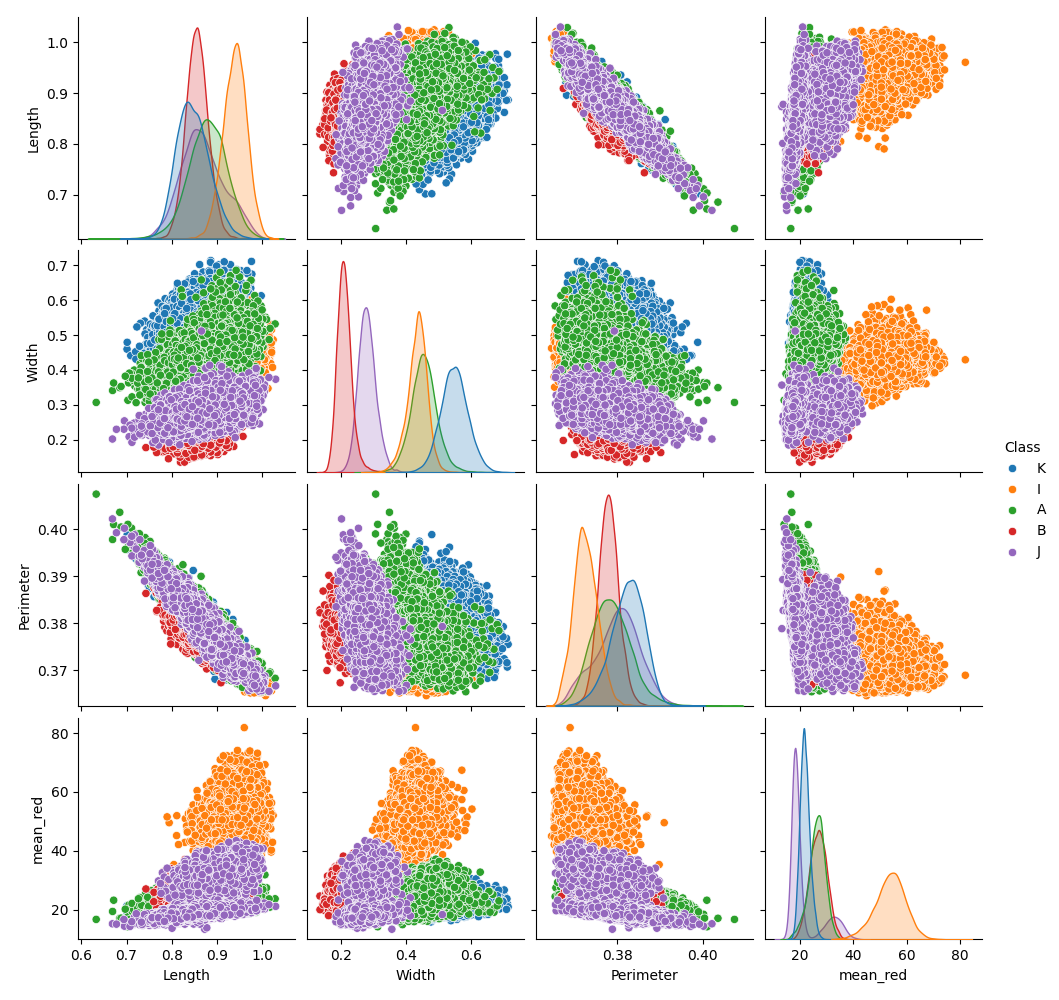 1.0
0.9
0.8
0.7
Length
0.7
0.6
0.5
0.4
0.3
0.2
Width
Class
K
I
A
B
J
0.40
0.39
0.38
0.37
Perimeter
80
60
40
20
mean_red
0.6 0.7 0.8 0.9 1.0
Length
0.2 0.4 0.6
Width
0.38 0.40
Perimeter
20 40 60 80
mean_red